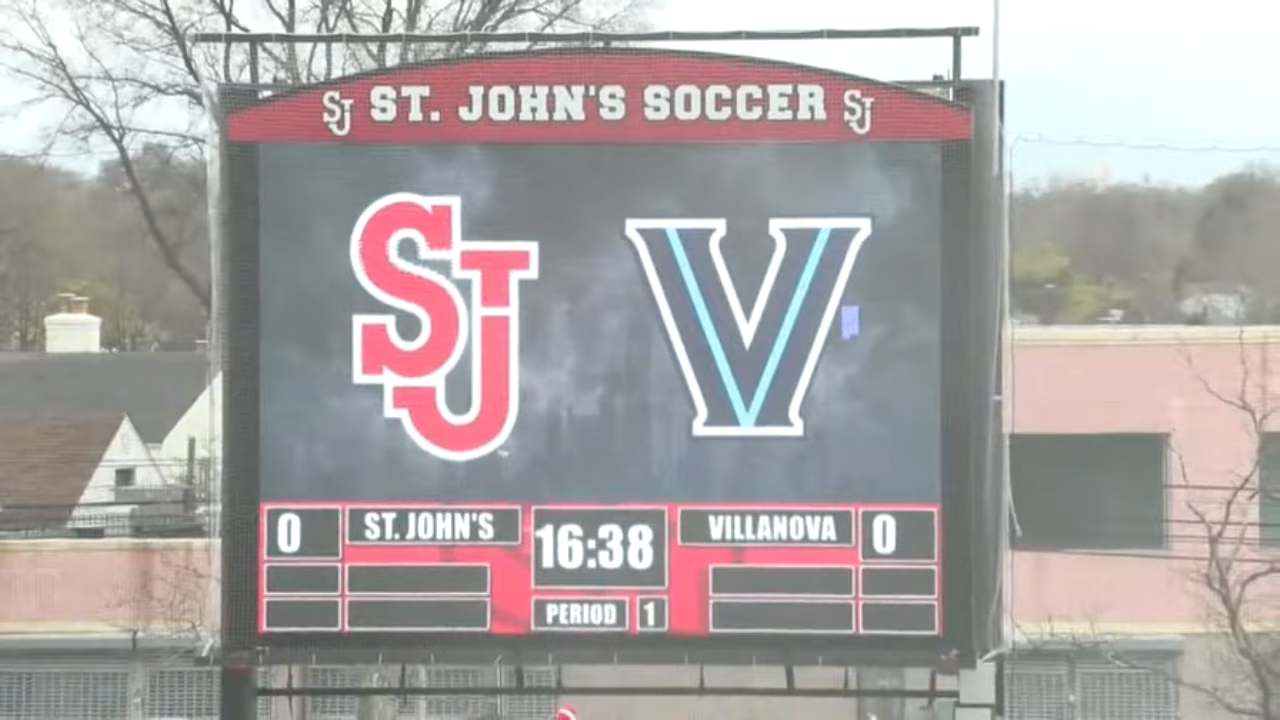 SJ ST. JOHN'S SOCCER SJ
SJ V
0 ST. JOHN'S 16:38 VILLANOVA 0
PERIOD 1